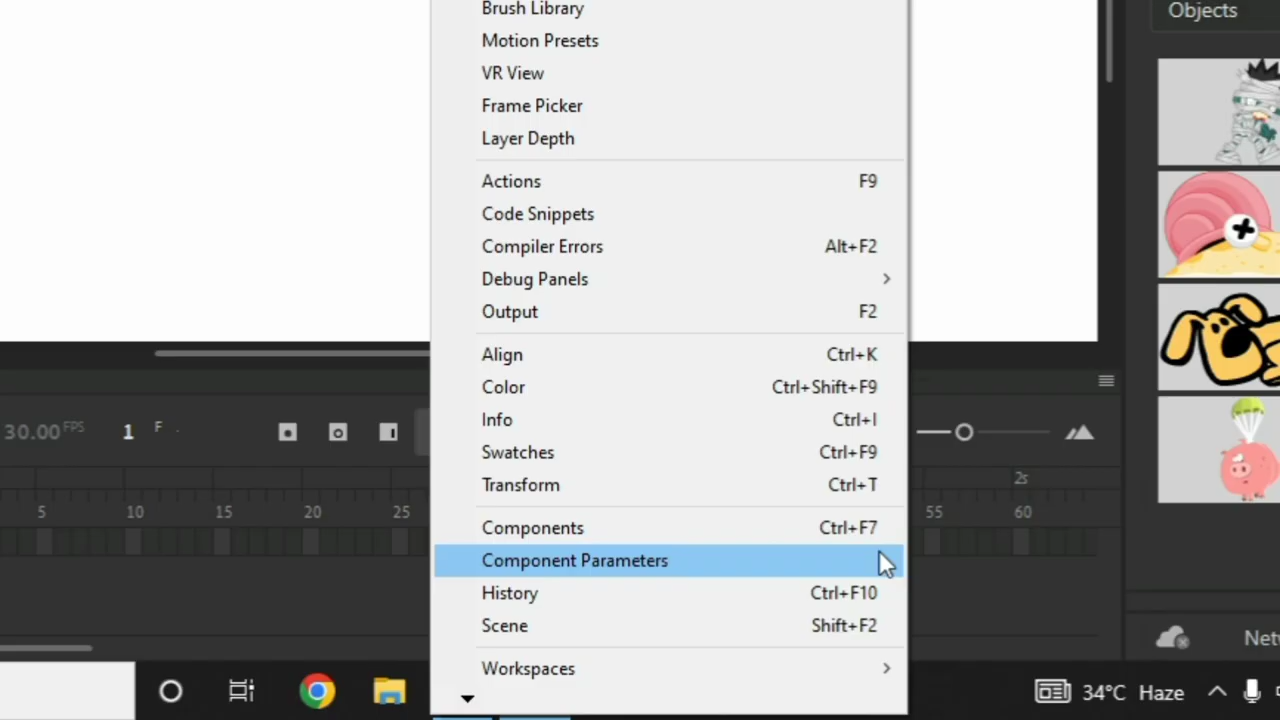 Brush Library
Objects
Motion Presets
VR View
Frame Picker
Layer Depth
Actions F9
Code Snippets
Compiler Errors Alt+F2
Debug Panels
Output F2
Align Ctrl+K
Color Ctrl+Shift+F9
Info Ctrl+I
Swatches Ctrl+F9
Transform Ctrl+T
30.00 FPS 1 F
2s
5 10 15 20 25 55 60
Components Ctrl+F7
Component Parameters
History Ctrl+F10
Scene Shift+F2
Workspaces
34°C Haze